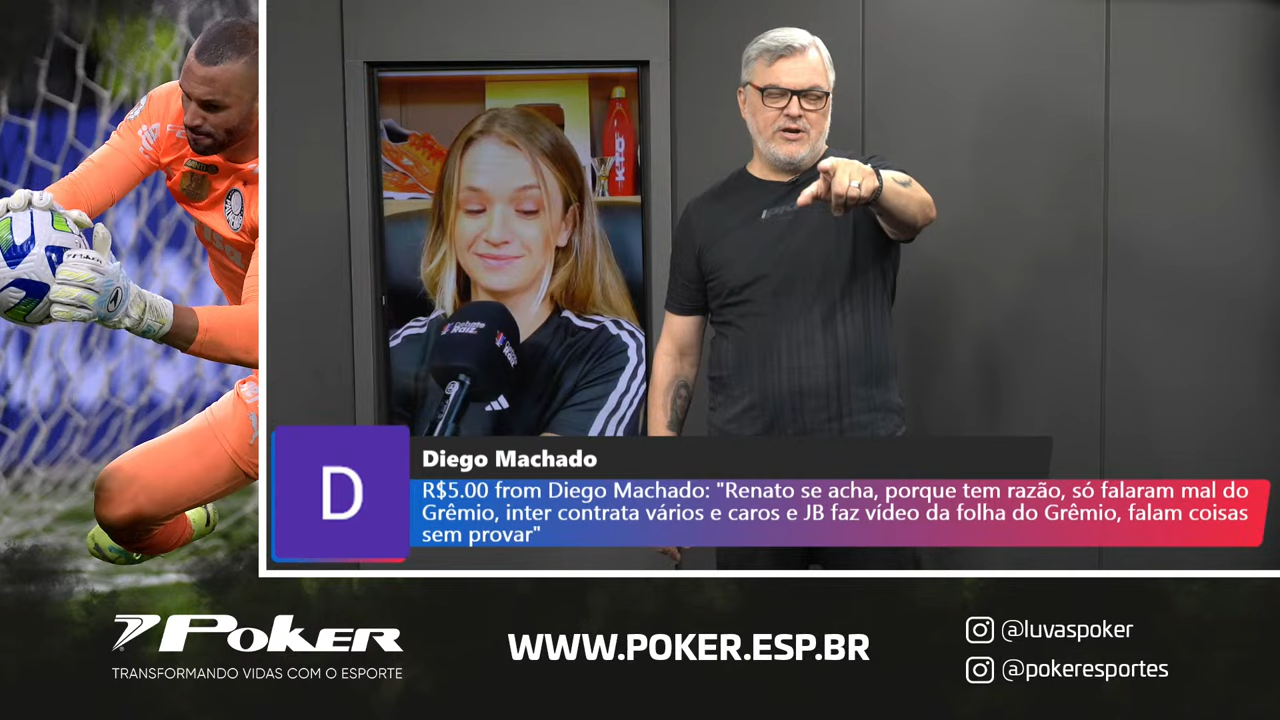 KTO
Diego Machado
D
R$5.00 from Diego Machado: "Renato se acha, porque tem razão, só falaram mal do
Grêmio, inter contrata vários e caros e JB faz vídeo da folha do Grêmio, falam coisas
sem provar"
POKER
TRANSFORMANDO VIDAS COM O ESPORTE
WWW.POKER.ESP.BR
@luvaspoker
@pokeresportes